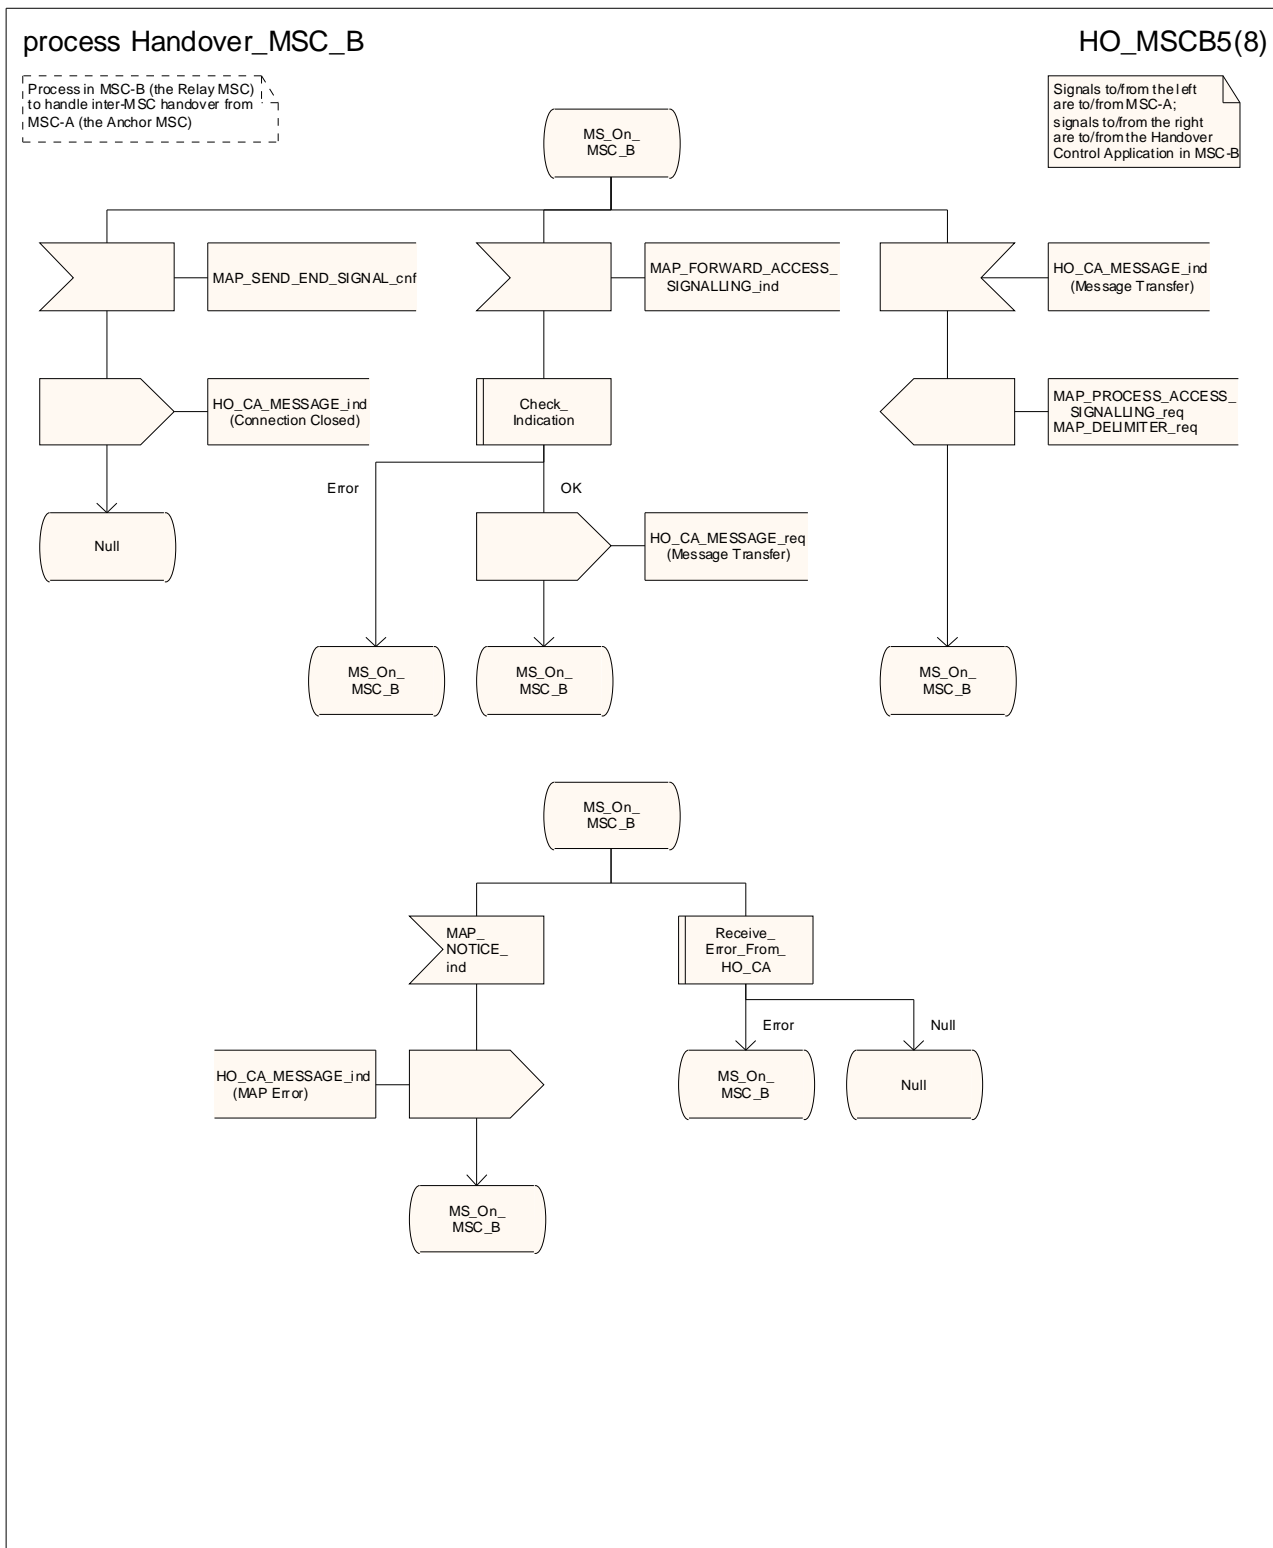 process Handover_MSC_B
HO_MSCB5(8)
Process in MSC-B (the Relay MSC)
to handle inter-MSC handover from
MSC-A (the Anchor MSC)
Signals to/from the left
are to/from MSC-A;
signals to/from the right
are to/from the Handover
Control Application in MSC-B
MS_On_
MSC_B
MAP_SEND_END_SIGNAL_cnf
MAP_FORWARD_ACCESS_
SIGNALLING_ind
HO_CA_MESSAGE_ind
(Message Transfer)
HO_CA_MESSAGE_ind
(Connection Closed)
Check_
Indication
MAP_PROCESS_ACCESS_
SIGNALLING_req
MAP_DELIMITER_req
Error
OK
Null
HO_CA_MESSAGE_req
(Message Transfer)
MS_On_
MSC_B
MS_On_
MSC_B
MS_On_
MSC_B
MS_On_
MSC_B
MAP_
NOTICE_
ind
Receive_
Error_From_
HO_CA
Error
Null
HO_CA_MESSAGE_ind
(MAP Error)
MS_On_
MSC_B
Null
MS_On_
MSC_B